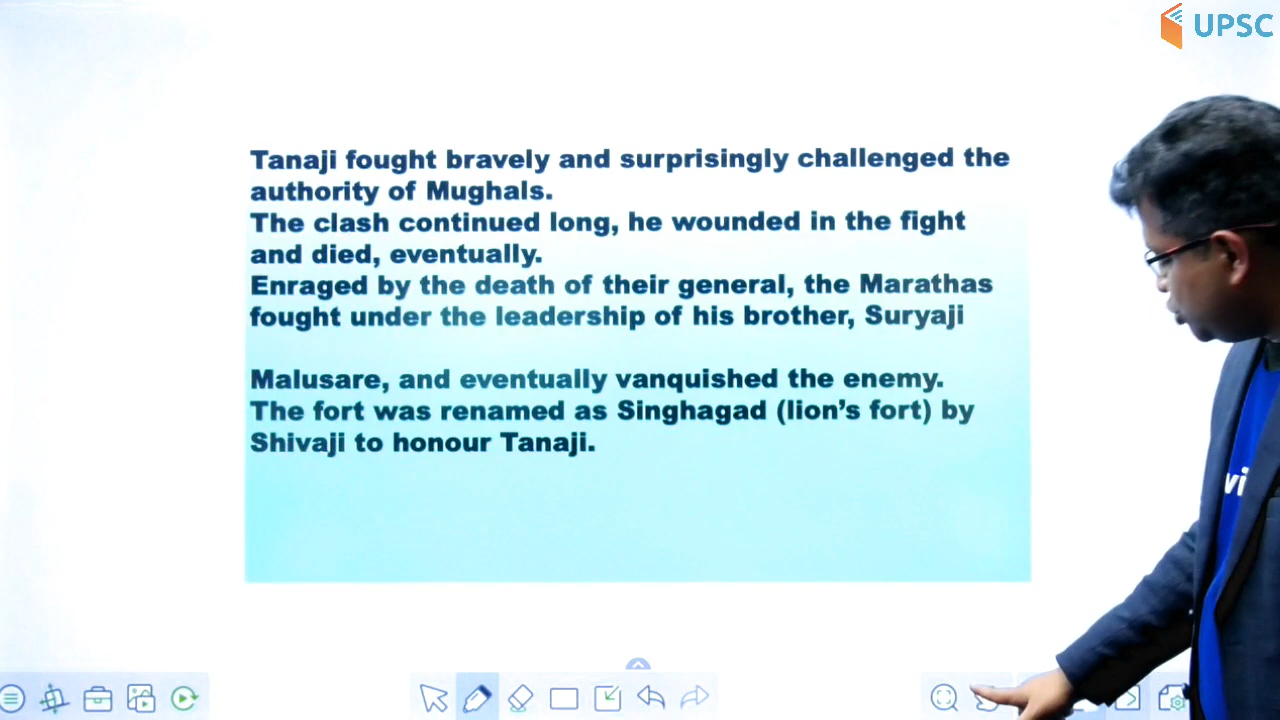 UPSC
Tanaji fought bravely and surprisingly challenged the
authority of Mughals.
The clash continued long, he wounded in the fight
and died, eventually.
Enraged by the death of their general, the Marathas
fought under the leadership of his brother, Suryaji
Malusare, and eventually vanquished the enemy.
The fort was renamed as Singhagad (lion’s fort) by
Shivaji to honour Tanaji.